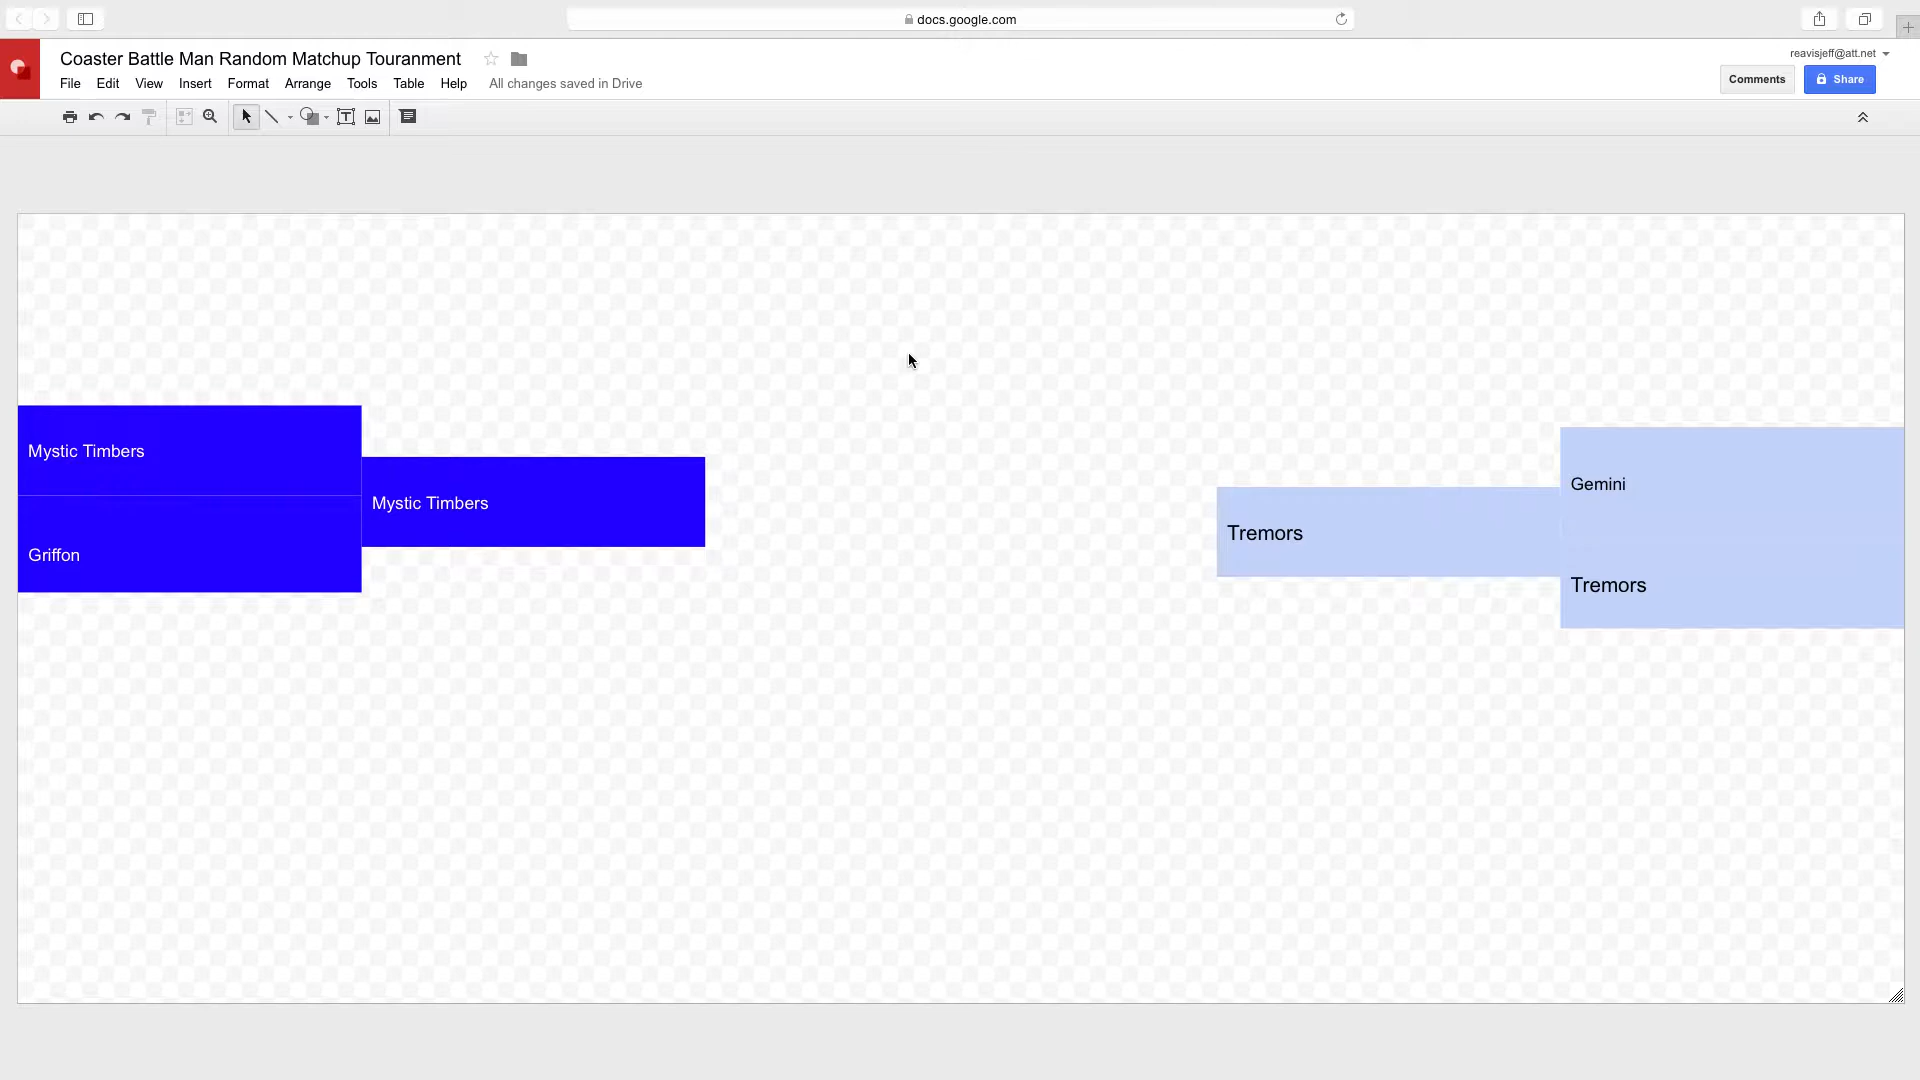 docs.google.com
Coaster Battle Man Random Matchup Touranment
reavisjeff@att.net
File Edit View Insert Format Arrange Tools Table Help All changes saved in Drive
Comments Share
Mystic Timbers
Griffon
Mystic Timbers
Tremors
Gemini
Tremors